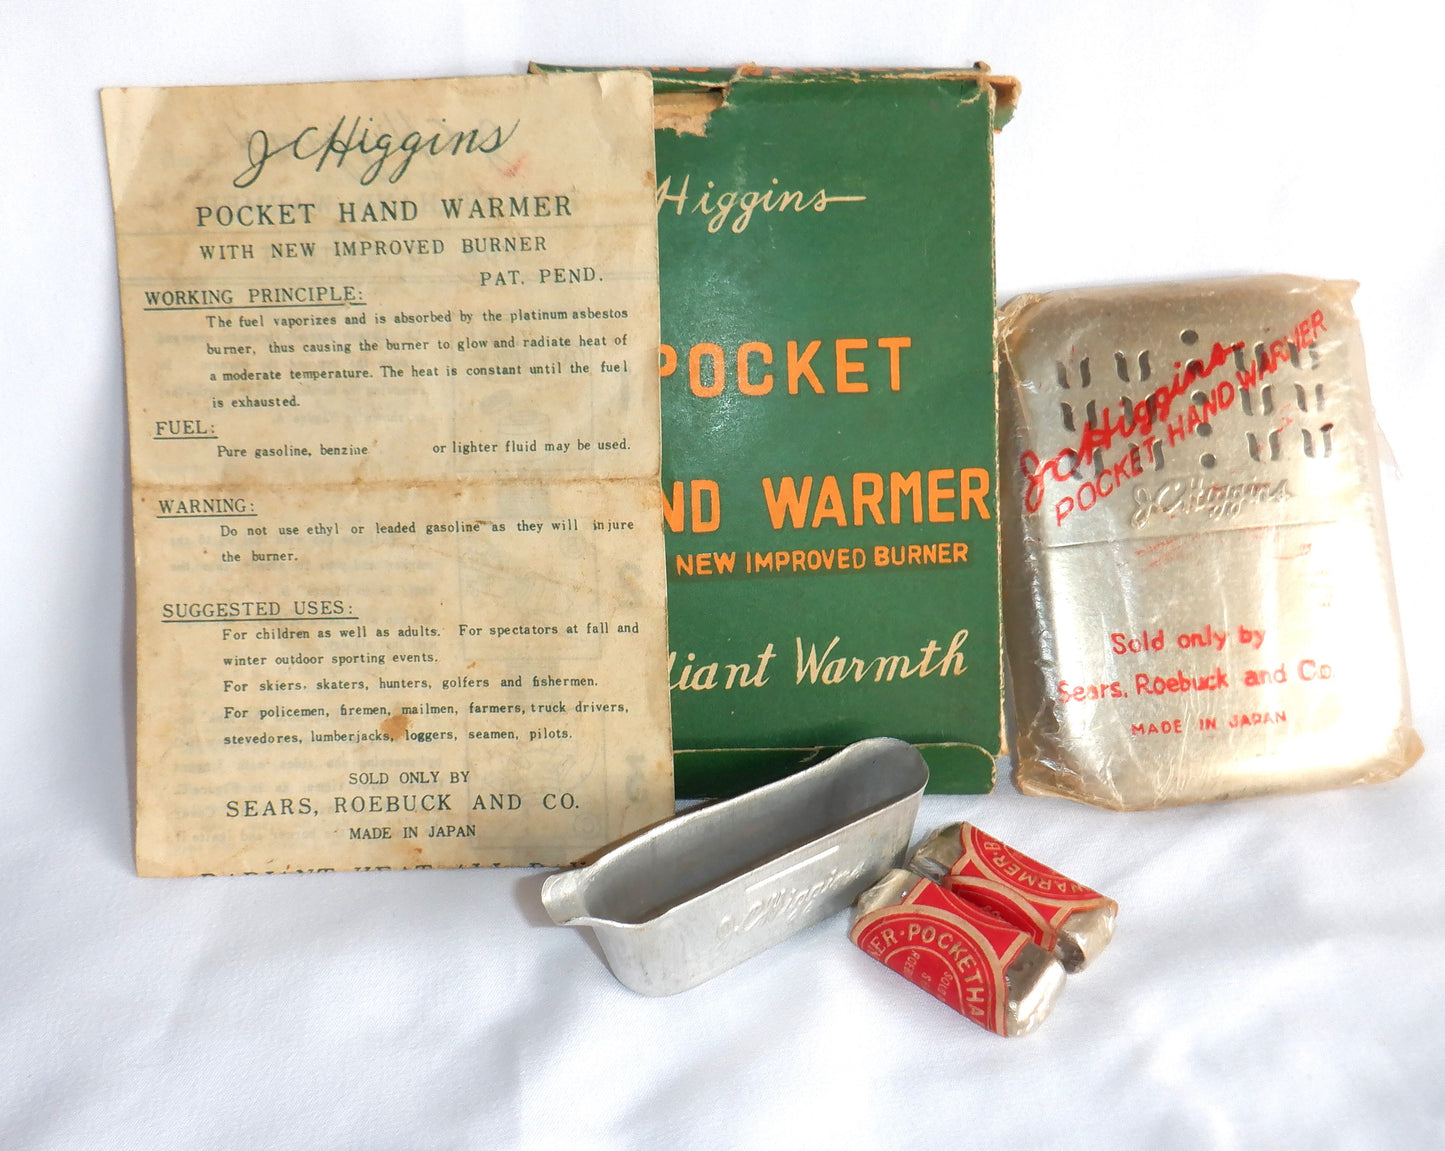 J C Higgins
POCKET HAND WARMER
WITH NEW IMPROVED BURNER
PAT. PEND.
WORKING PRINCIPLE:
The fuel vaporizes and is absorbed by the platinum asbestos
burner, thus causing the burner to glow and radiate heat of
a moderate temperature. The heat is constant until the fuel
is exhausted.
FUEL:
Pure gasoline, benzine or lighter fluid may be used.
WARNING:
Do not use ethyl or leaded gasoline as they will injure
the burner.
SUGGESTED USES:
For children as well as adults. For spectators at fall and
winter outdoor sporting events.
For skiers, skaters, hunters, golfers and fishermen.
For policemen, firemen, mailmen, farmers, truck drivers,
stevedores, lumberjacks, loggers, seamen, pilots.
SOLD ONLY BY
SEARS, ROEBUCK AND CO.
MADE IN JAPAN
Higgins
POCKET
ND WARMER
NEW IMPROVED BURNER
diant Warmth
J C Higgins
POCKET HAND WARMER
J C Higgins
Sold only by
Sears, Roebuck and Co.
MADE IN JAPAN
J C Higgins
WARMER-B
NER-POCKET HA
SOLD